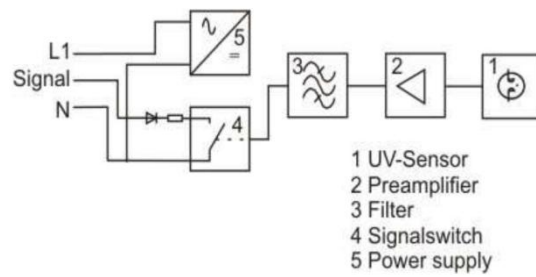 L1
5
Signal
3
2
1
N
4
1 UV-Sensor
2 Preamplifier
3 Filter
4 Signalswitch
5 Power supply